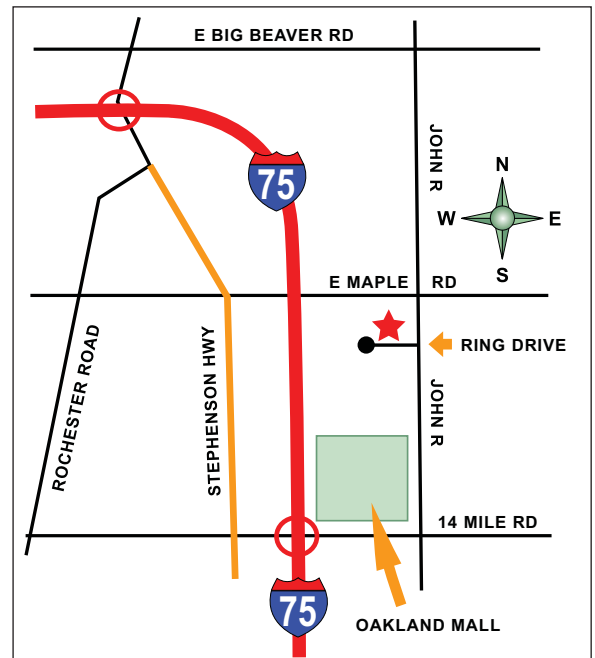 E BIG BEAVER RD
JOHN R
75
N
W E
S
E MAPLE RD
RING DRIVE
ROCHESTER ROAD
STEPHENSON HWY
JOHN R
14 MILE RD
75
OAKLAND MALL